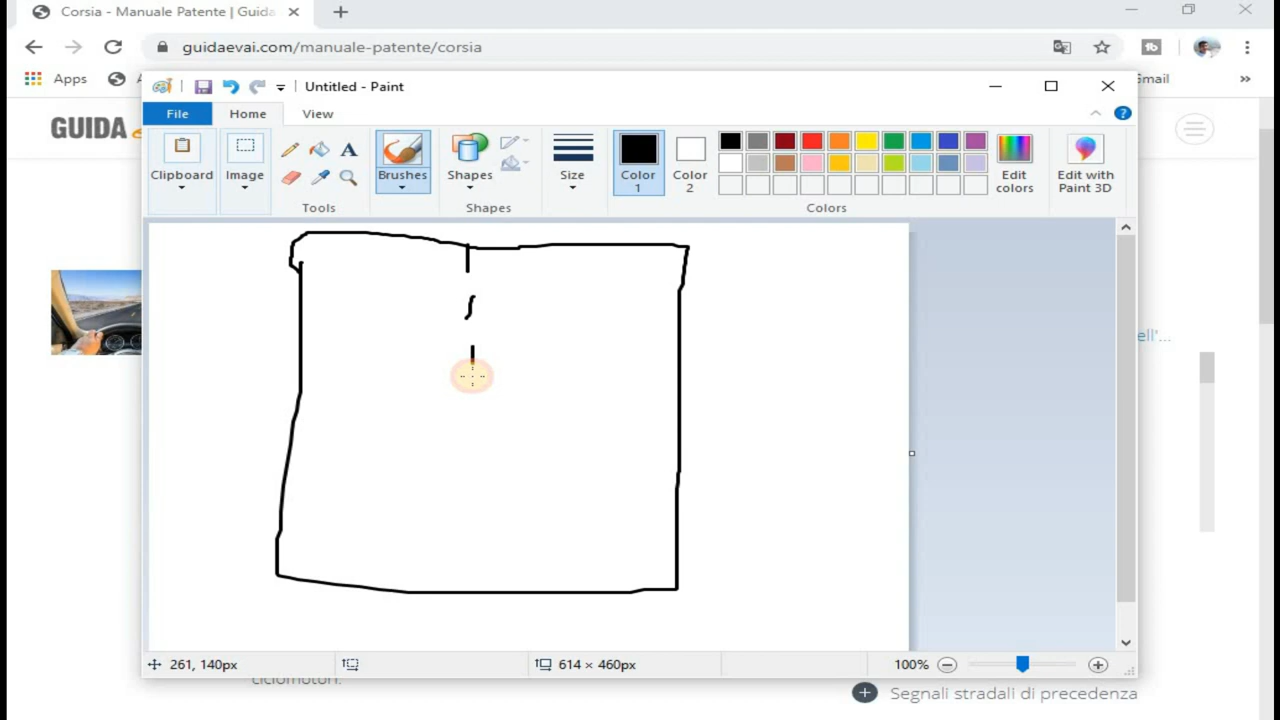 Corsia - Manuale Patente | Guida
guidaevai.com/manuale-patente/corsia
Apps
Gmail
GUIDA
Untitled - Paint
File
Home
View
Clipboard
Image
Tools
Brushes
Shapes
Shapes
Size
Color 1
Color 2
Colors
Edit colors
Edit with Paint 3D
ell'...
261, 140px
614 × 460px
100%
ciclomotori.
Segnali stradali di precedenza